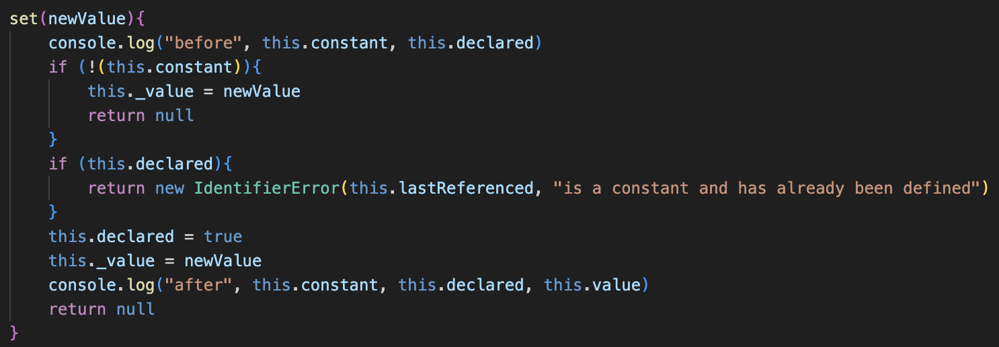 set(newValue){
    console.log("before", this.constant, this.declared)
    if (!(this.constant)){
        this._value = newValue
        return null
    }
    if (this.declared){
        return new IdentifierError(this.lastReferenced, "is a constant and has already been defined")
    }
    this.declared = true
    this._value = newValue
    console.log("after", this.constant, this.declared, this.value)
    return null
}